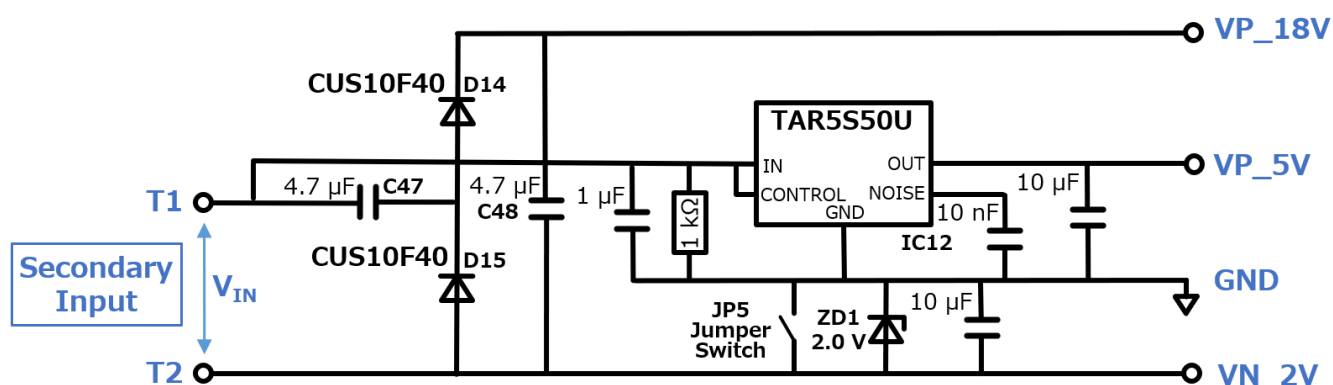 VP_18V
CUS10F40 D14
TAR5S50U
IN
OUT
VP_5V
4.7 µF
C47
4.7 µF
C48
1 µF
1 kΩ
CONTROL
NOISE
GND
10 nF
IC12
10 µF
T1
Secondary
Input
VIN
CUS10F40 D15
GND
JP5
Jumper
Switch
ZD1
2.0 V
10 µF
T2
VN_2V